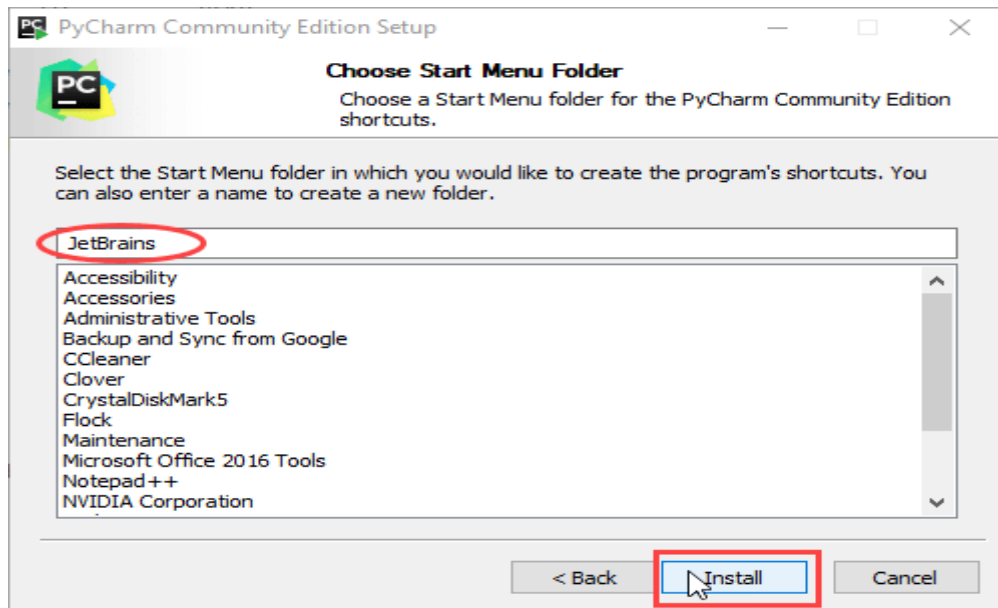 PyCharm Community Edition Setup
PC
Choose Start Menu Folder
Choose a Start Menu folder for the PyCharm Community Edition
shortcuts.
Select the Start Menu folder in which you would like to create the program's shortcuts. You
can also enter a name to create a new folder.
JetBrains
Accessibility
Accessories
Administrative Tools
Backup and Sync from Google
CCleaner
Clover
CrystalDiskMark5
Flock
Maintenance
Microsoft Office 2016 Tools
Notepad++
NVIDIA Corporation
< Back
Install
Cancel